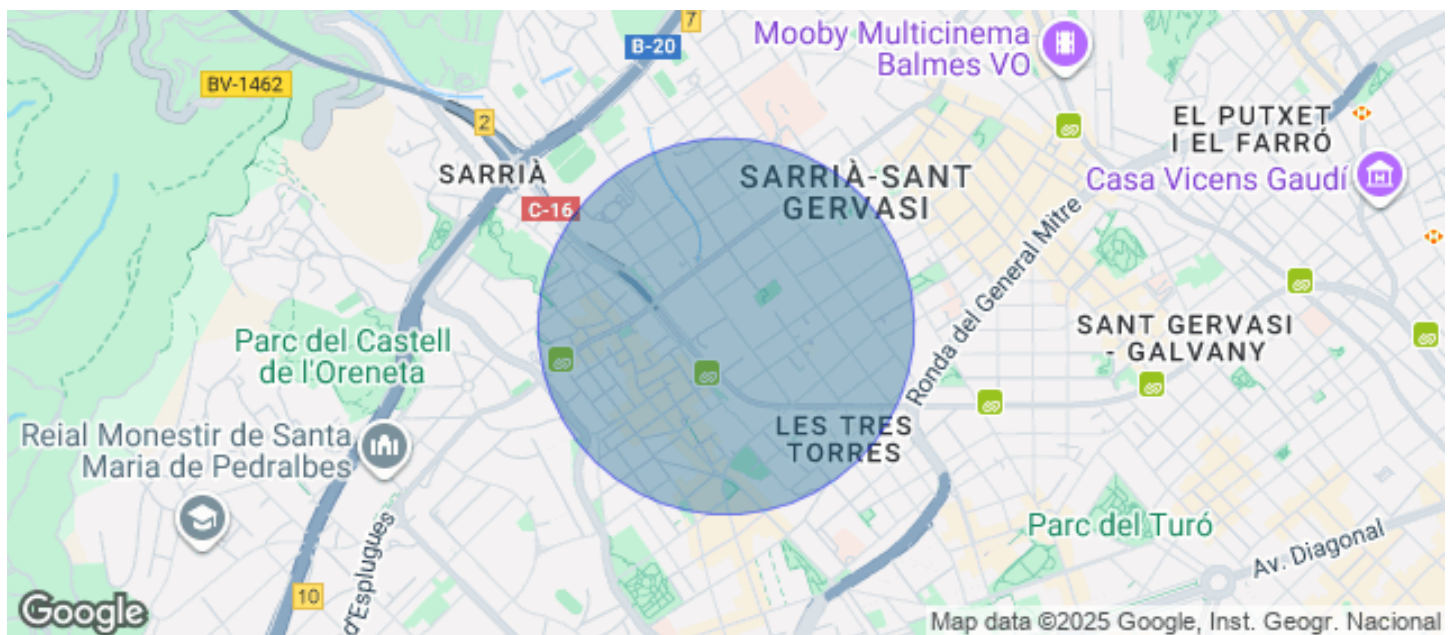 7
B-20
Mooby Multicinema
Balmes VO
BV-1462
2
EL PUTXET
I EL FARRÓ
SARRIÀ
SARRIÀ-SANT
GERVASI
Casa Vicens Gaudí
C-16
Ronda del General Mitre
Parc del Castell
de l'Oreneta
SANT GERVASI
- GALVANY
LES TRES
TORRES
Reial Monestir de Santa
Maria de Pedralbes
Parc del Turó
Av. Diagonal
d'Esplugues
10
Google
Map data ©2025 Google, Inst. Geogr. Nacional